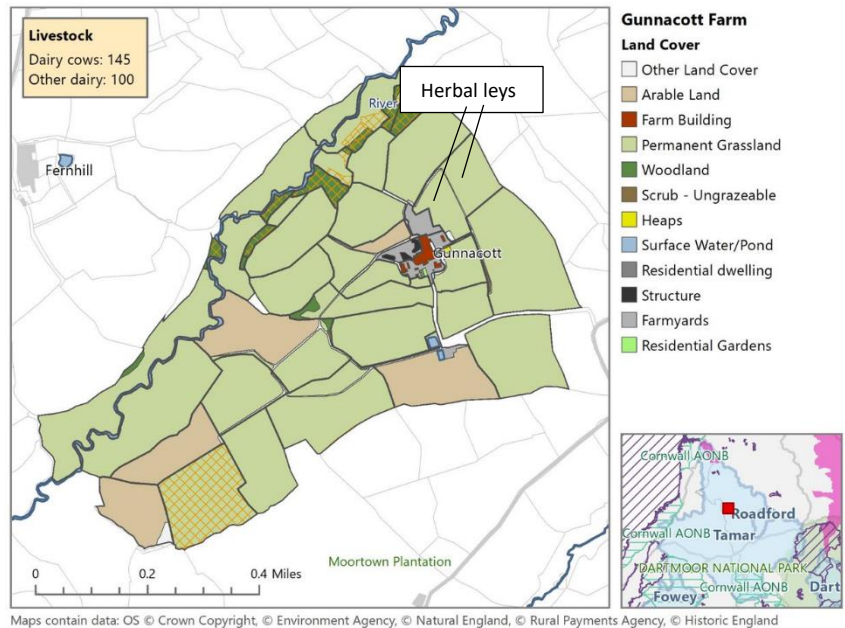 Livestock
Dairy cows: 145
Other dairy: 100
Herbal leys
River
Fernhill
Gunnacott
Moortown Plantation
0 0.2 0.4 Miles
Gunnacott Farm
Land Cover
Other Land Cover
Arable Land
Farm Building
Permanent Grassland
Woodland
Scrub - Ungrazeable
Heaps
Surface Water/Pond
Residential dwelling
Structure
Farmyards
Residential Gardens
Cornwall AONB
Roadford
Cornwall AONB Tamar
DARTMOOR NATIONAL PARK
Cornwall AONB Dart
Fowey
Maps contain data: OS © Crown Copyright, © Environment Agency, © Natural England, © Rural Payments Agency, © Historic England